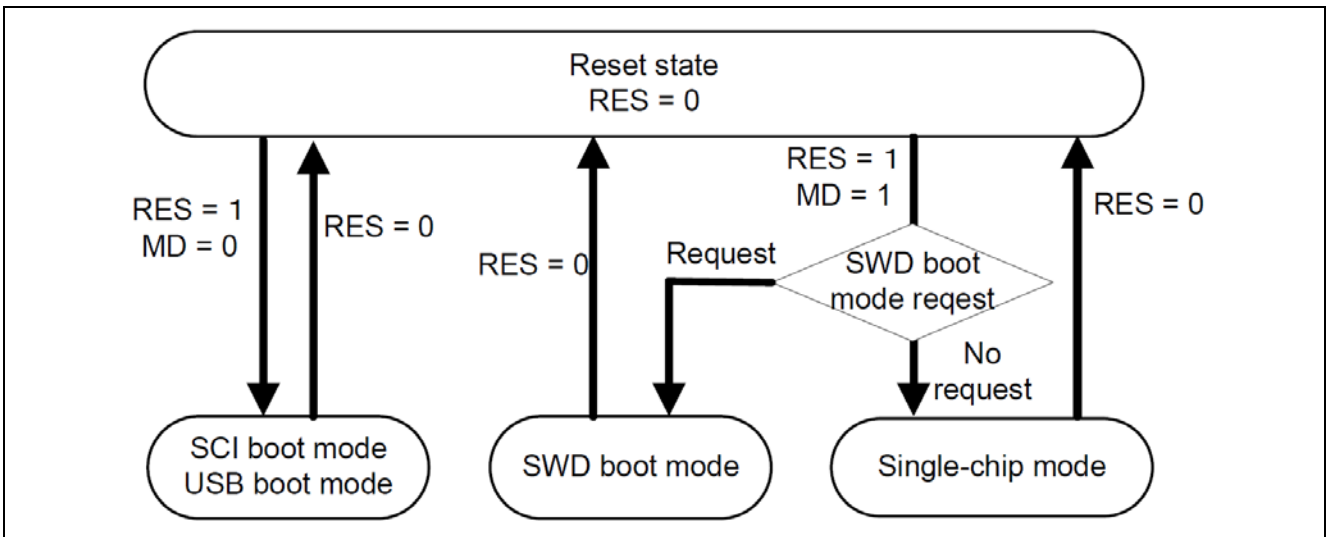 Reset state
RES = 0
RES = 1
MD = 0
RES = 0
RES = 0
RES = 1
MD = 1
RES = 0
Request
SWD boot
mode reqest
No
request
SCI boot mode
USB boot mode
SWD boot mode
Single-chip mode